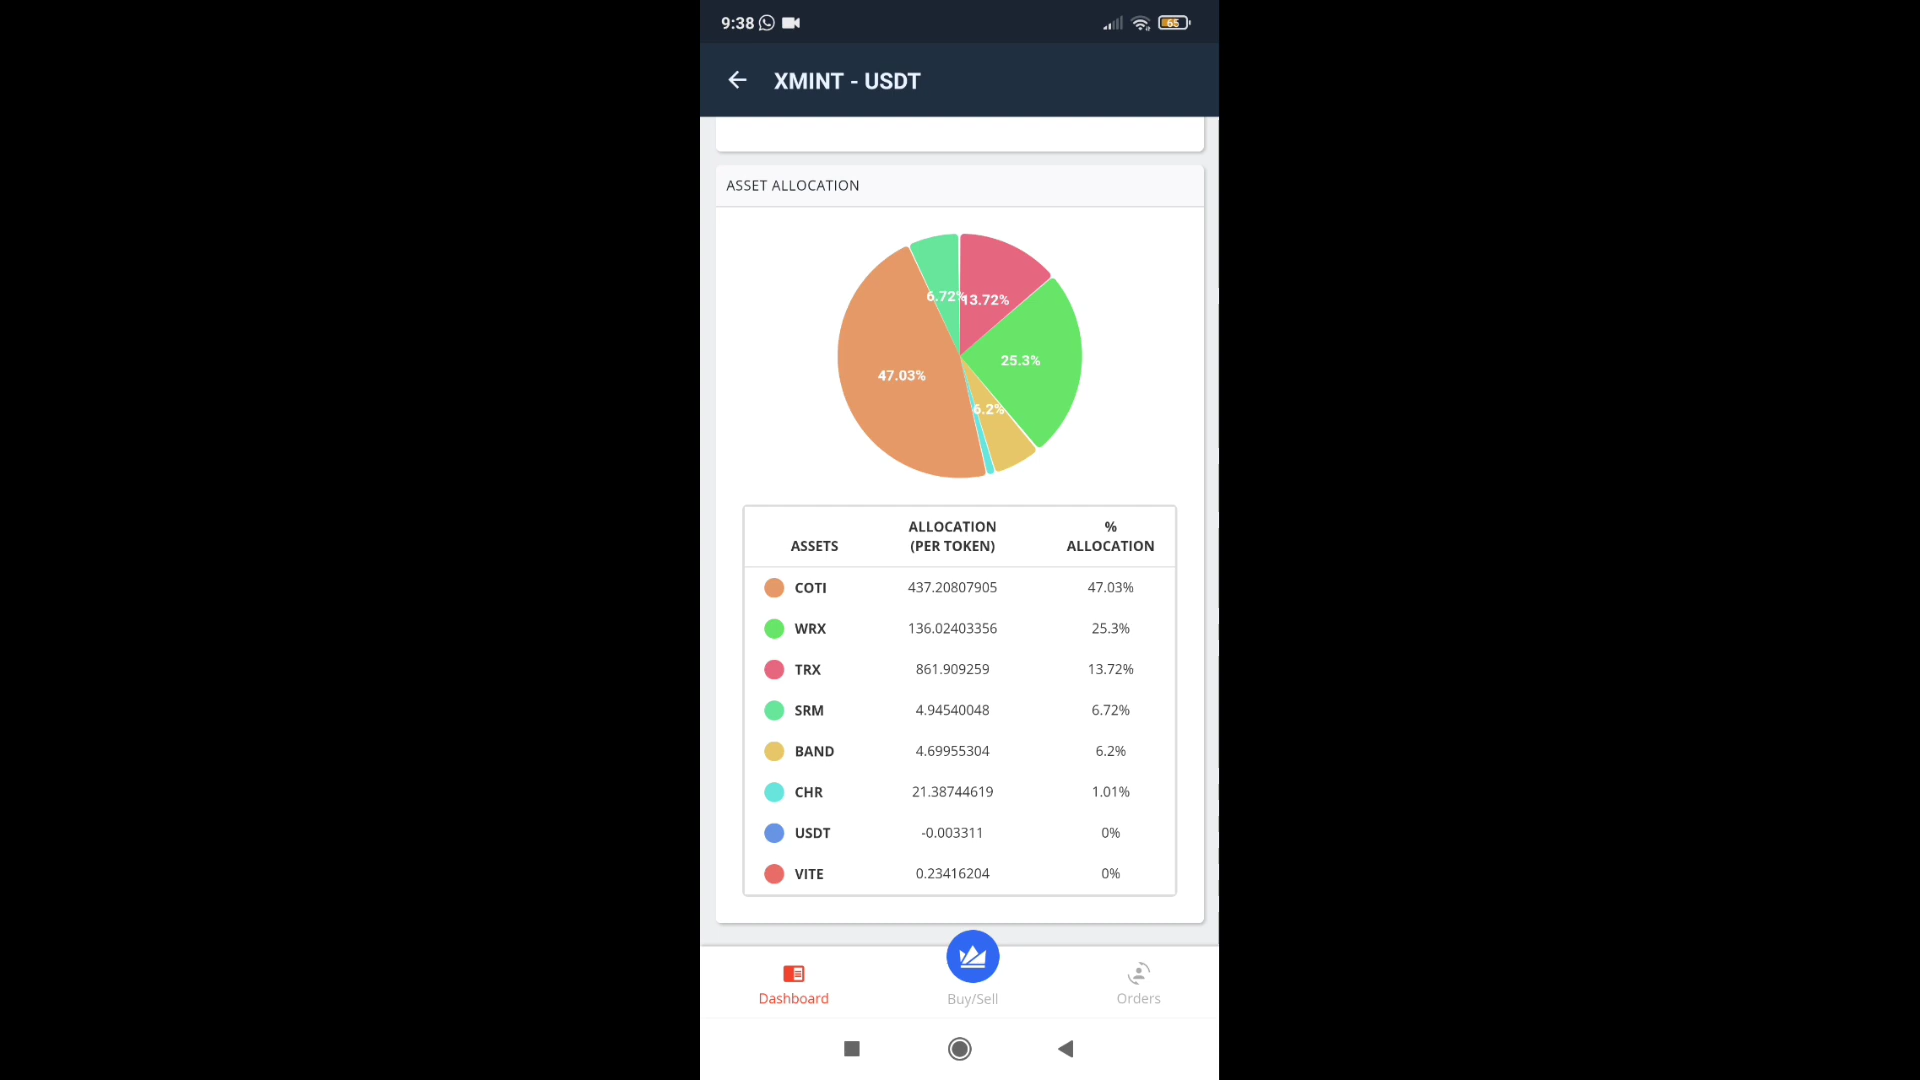 9:38
65
XMINT - USDT
ASSET ALLOCATION
6.72%
13.72%
25.3%
47.03%
6.2%
ASSETS ALLOCATION (PER TOKEN) % ALLOCATION
COTI 437.20807905 47.03%
WRX 136.02403356 25.3%
TRX 861.909259 13.72%
SRM 4.94540048 6.72%
BAND 4.69955304 6.2%
CHR 21.38744619 1.01%
USDT -0.003311 0%
VITE 0.23416204 0%
Dashboard Buy/Sell Orders